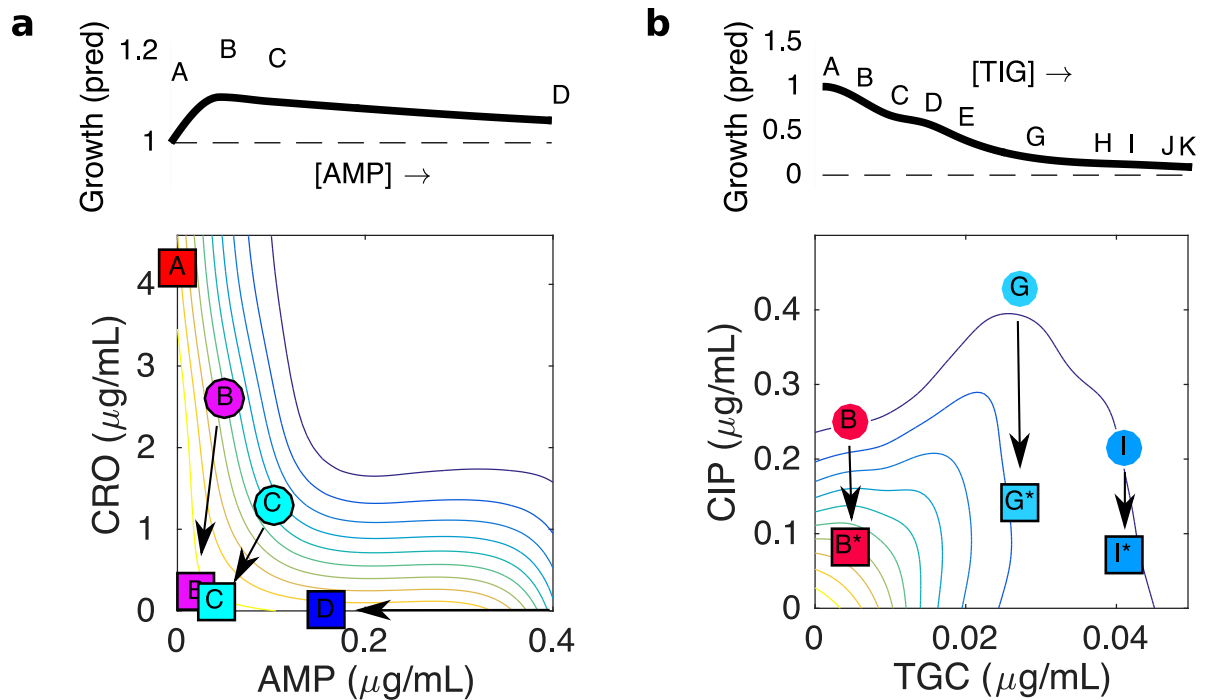 a
Growth (pred)
1.2
1
A
B
C
D
[AMP] →
CRO (μg/mL)
4
3
2
1
0
A
B
C
B
C
D
0
0.2
0.4
AMP (μg/mL)
b
Growth (pred)
1.5
1
0.5
0
[TIG] →
A
B
C
D
E
G
H
I
J
K
CIP (μg/mL)
0.4
0.3
0.2
0.1
0
G
B
I
G*
B*
I*
0
0.02
0.04
TGC (μg/mL)